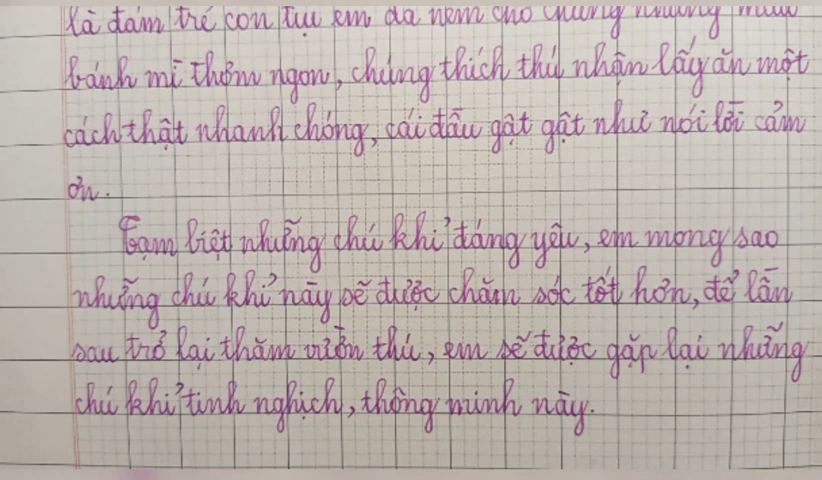 là đám trẻ con tụi em đã ném cho chúng những mẩu
bánh mì thơm ngon, chúng thích thú nhận lấy ăn một
cách thật nhanh chóng, cái đầu gật gật như nói lời cảm
ơn.
Tạm biệt những chú khỉ đáng yêu, em mong sao
những chú khỉ này sẽ được chăm sóc tốt hơn, để lần
sau trở lại thăm vườn thú, em sẽ được gặp lại những
chú khỉ tinh nghịch, thông minh này.